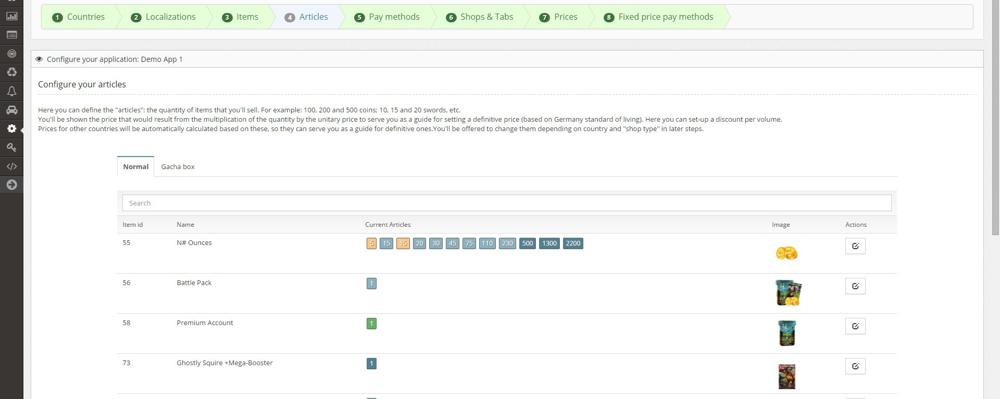 1 Countries 2 Localizations 3 Items 4 Articles 5 Pay methods 6 Shops & Tabs 7 Prices 8 Fixed price pay methods
Configure your application: Demo App 1
Configure your articles
Here you can define the "articles": the quantity of items that you'll sell. For example: 100, 200 and 500 coins; 10, 15 and 20 swords, etc.
You'll be shown the price that would result from the multiplication of the quantity by the unitary price to serve you as a guide for setting a definitive price (based on Germany standard of living). Here you can set-up a discount per volume.
Prices for other countries will be automatically calculated based on these, so they can serve you as a guide for definitive ones.You'll be offered to change them depending on country and "shop type" in later steps.
Normal Gacha box
Search
Item id Name Current Articles Image Actions
55 N# Ounces 5 15 15 20 30 45 75 110 230 500 1300 2200
56 Battle Pack 1
58 Premium Account 1
73 Ghostly Squire +Mega-Booster 1